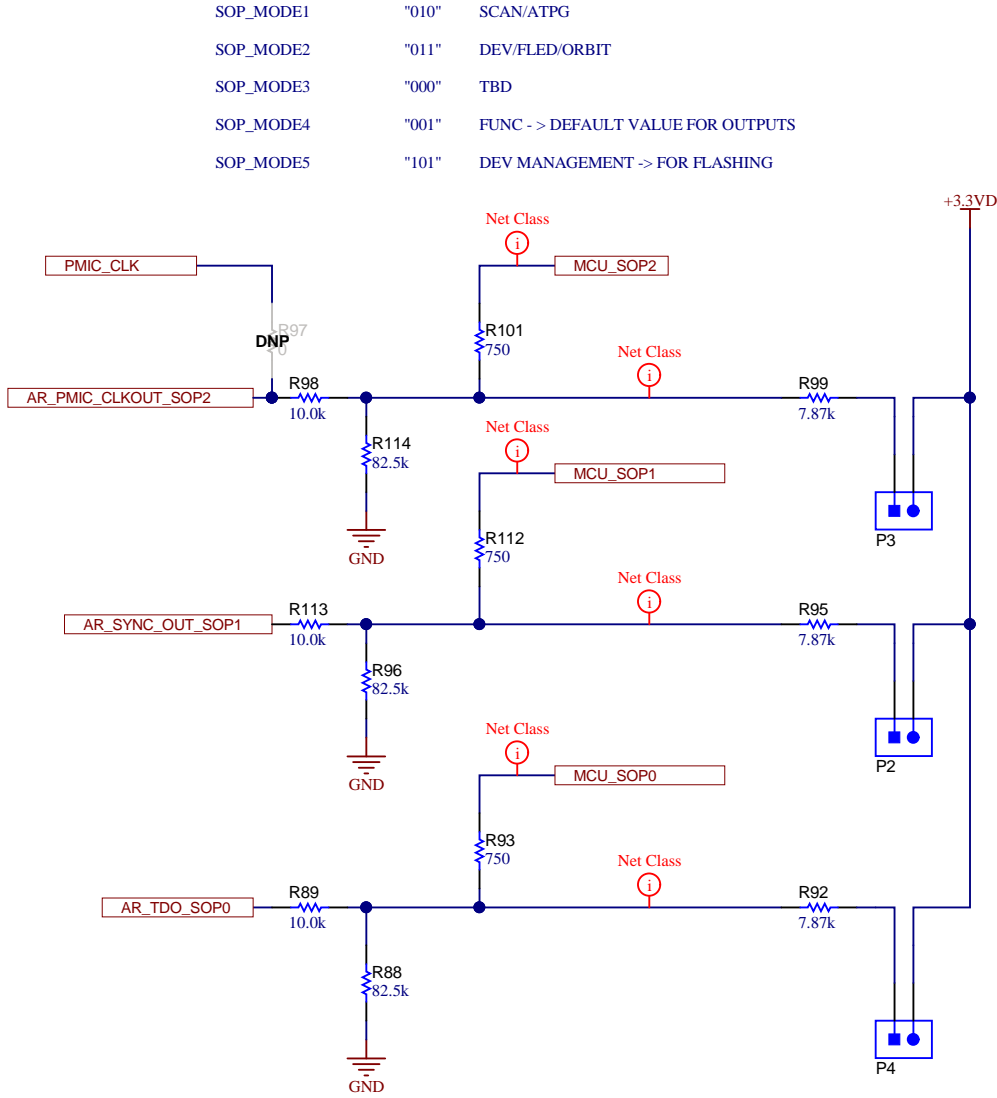 SOP_MODE1 "010" SCAN/ATPG
SOP_MODE2 "011" DEV/FLED/ORBIT
SOP_MODE3 "000" TBD
SOP_MODE4 "001" FUNC - > DEFAULT VALUE FOR OUTPUTS
SOP_MODE5 "101" DEV MANAGEMENT -> FOR FLASHING
+3.3VD
Net Class
i
PMIC_CLK
MCU_SOP2
R97
DNP
0
R101
750
Net Class
i
AR_PMIC_CLKOUT_SOP2
R98
10.0k
R99
7.87k
R114
82.5k
GND
Net Class
i
MCU_SOP1
P3
R112
750
Net Class
i
AR_SYNC_OUT_SOP1
R113
10.0k
R95
7.87k
R96
82.5k
GND
Net Class
i
MCU_SOP0
P2
R93
750
Net Class
i
AR_TDO_SOP0
R89
10.0k
R92
7.87k
R88
82.5k
GND
P4